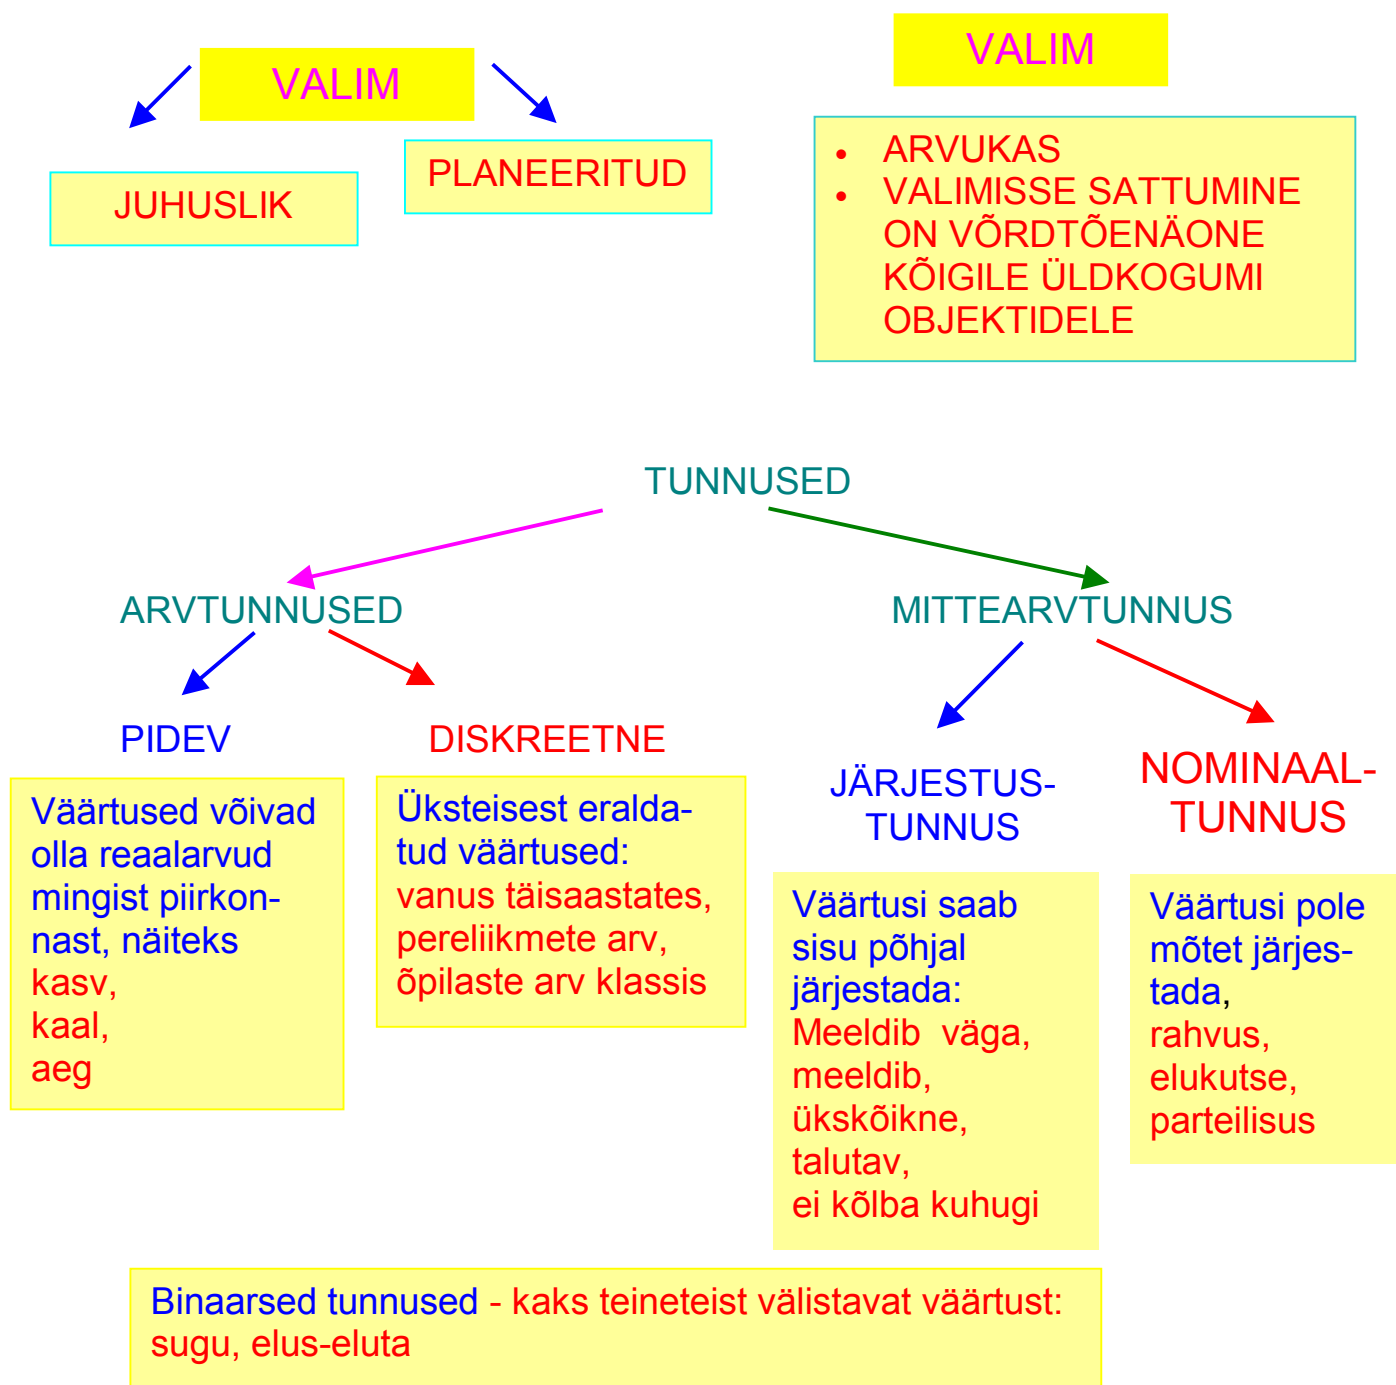 VALIM
JUHUSLIK
PLANEERITUD
VALIM
• ARVUKAS
• VALIMISSE SATTUMINE
ON VÕRDTÕENÄONE
KÕIGILE ÜLDKOGUMI
OBJEKTIDELE
TUNNUSED
ARVTUNNUSED
MITTEARVTUNNUS
PIDEV
DISKREETNE
JÄRJESTUS-
TUNNUS
NOMINAAL-
TUNNUS
Väärtused võivad
olla reaalarvud
mingist piirkon-
nast, näiteks
kasv,
kaal,
aeg
Üksteisest eralda-
tud väärtused:
vanus täisaastates,
pereliikmete arv,
õpilaste arv klassis
Väärtusi saab
sisu põhjal
järjestada:
Meeldib väga,
meeldib,
ükskõikne,
talutav,
ei kõlba kuhugi
Väärtusi pole
mõtet järjes-
tada,
rahvus,
elukutse,
parteilisus
Binaarsed tunnused - kaks teineteist välistavat väärtust:
sugu, elus-eluta